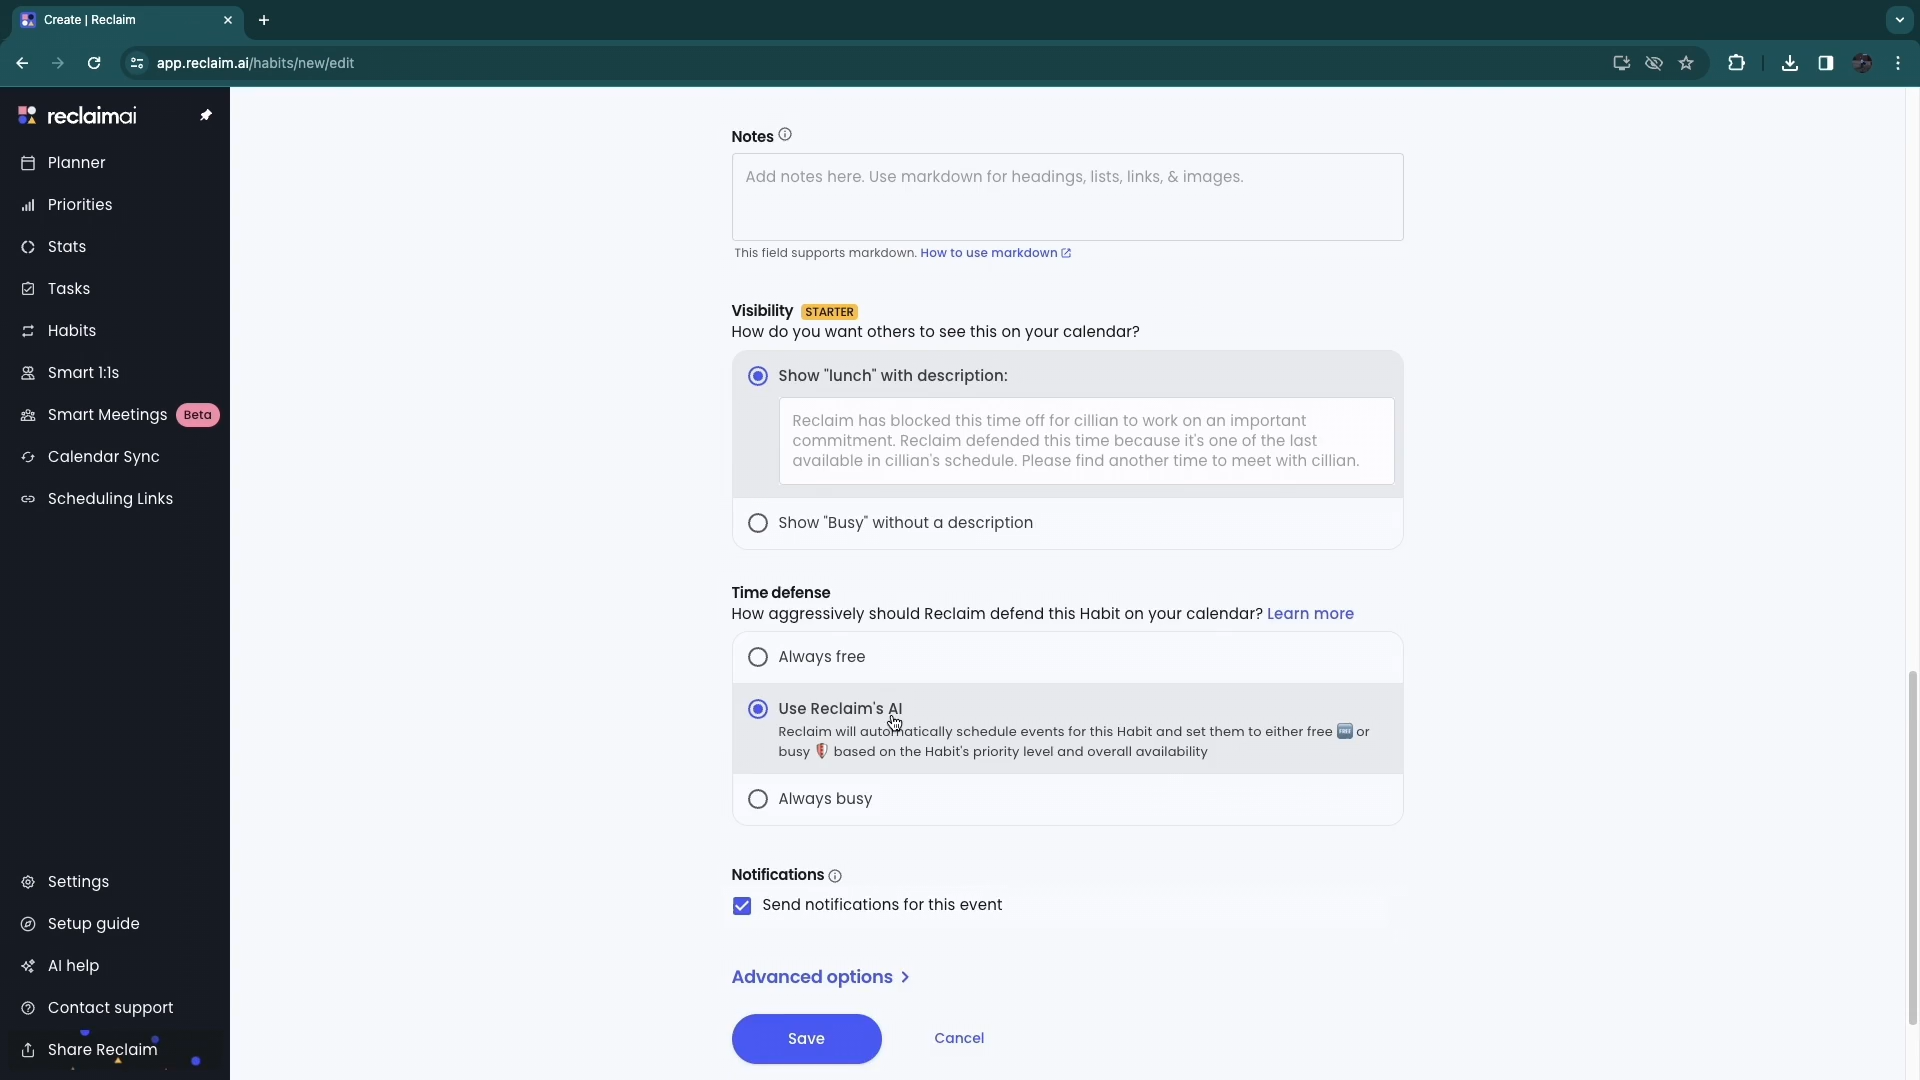 Create | Reclaim
app.reclaim.ai/habits/new/edit
reclaimai
Planner
Priorities
Stats
Tasks
Habits
Smart 1:1s
Smart Meetings Beta
Calendar Sync
Scheduling Links
Settings
Setup guide
AI help
Contact support
Share Reclaim
Notes
Add notes here. Use markdown for headings, lists, links, & images.
This field supports markdown. How to use markdown
Visibility STARTER
How do you want others to see this on your calendar?
Show "lunch" with description:
Reclaim has blocked this time off for cillian to work on an important
commitment. Reclaim defended this time because it's one of the last
available in cillian's schedule. Please find another time to meet with cillian.
Show "Busy" without a description
Time defense
How aggressively should Reclaim defend this Habit on your calendar? Learn more
Always free
Use Reclaim's AI
Reclaim will automatically schedule events for this Habit and set them to either free 🆓 or
busy 🛡️ based on the Habit's priority level and overall availability
Always busy
Notifications
Send notifications for this event
Advanced options
Save
Cancel